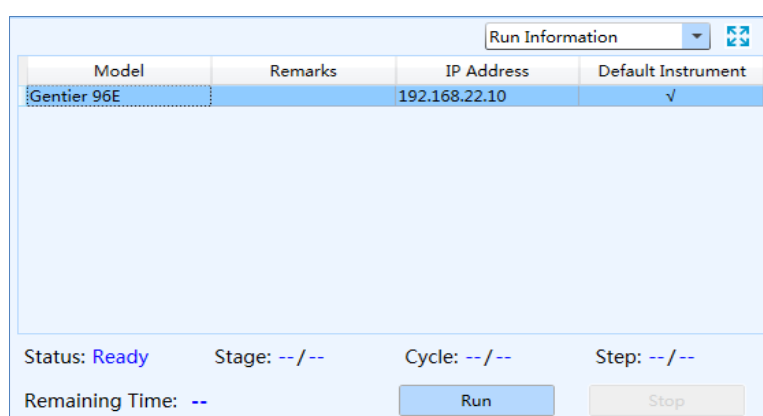 Run Information
Model Remarks IP Address Default Instrument
Gentier 96E 192.168.22.10 √
Status: Ready Stage: --/-- Cycle: --/-- Step: --/--
Remaining Time: -- Run Stop